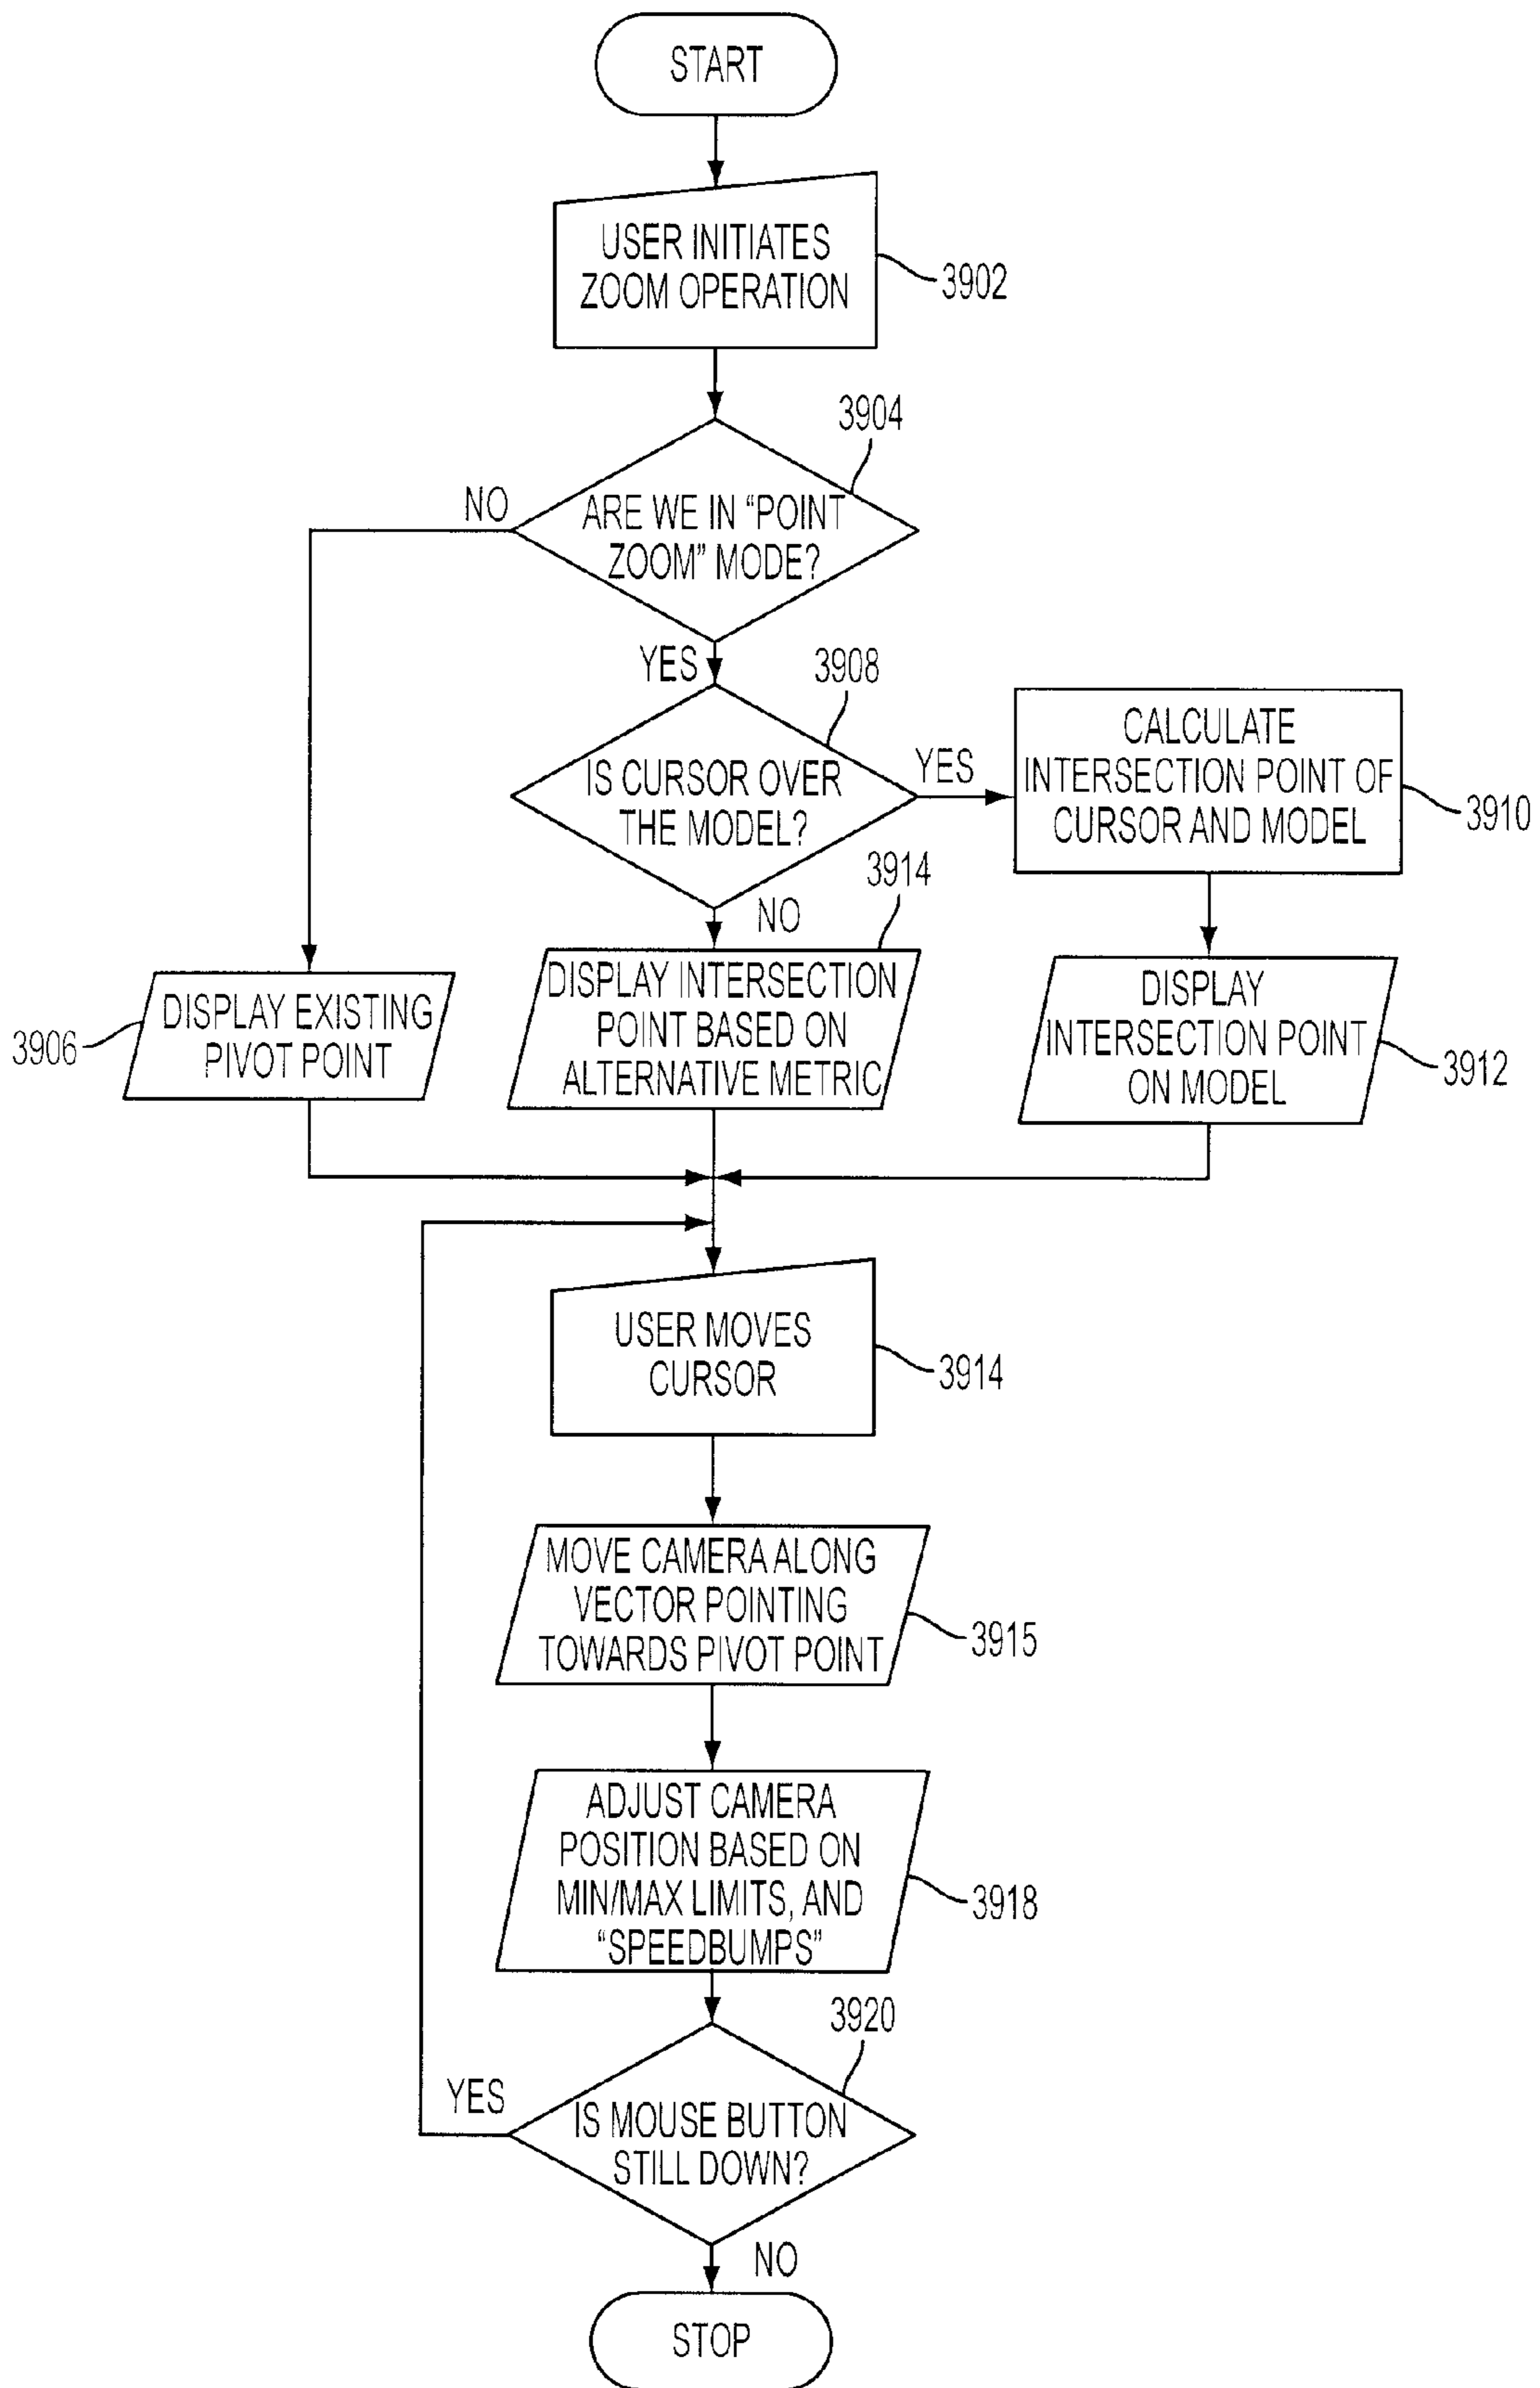 START
USER INITIATES
ZOOM OPERATION
3902
3904
NO
ARE WE IN “POINT
ZOOM” MODE?
YES
3908
IS CURSOR OVER
THE MODEL?
YES
CALCULATE
INTERSECTION POINT OF
CURSOR AND MODEL
3910
NO
3914
3906
DISPLAY EXISTING
PIVOT POINT
DISPLAY INTERSECTION
POINT BASED ON
ALTERNATIVE METRIC
DISPLAY
INTERSECTION POINT
ON MODEL
3912
USER MOVES
CURSOR
3914
MOVE CAMERA ALONG
VECTOR POINTING
TOWARDS PIVOT POINT
3915
ADJUST CAMERA
POSITION BASED ON
MIN/MAX LIMITS, AND
“SPEEDBUMPS”
3918
3920
YES
IS MOUSE BUTTON
STILL DOWN?
NO
STOP